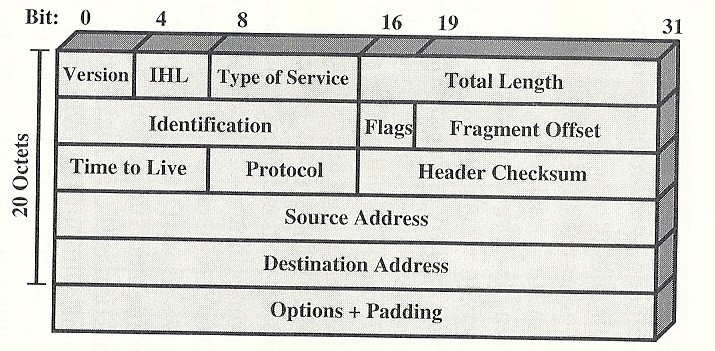 Bit: 0 4 8 16 19 31
Version IHL Type of Service Total Length
Identification Flags Fragment Offset
Time to Live Protocol Header Checksum
Source Address
Destination Address
Options + Padding
20 Octets